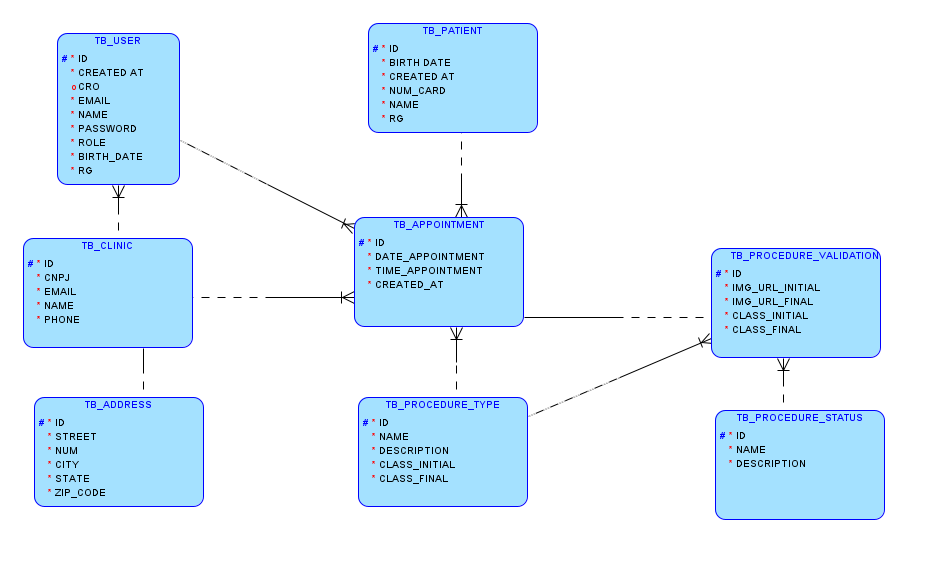 TB_USER
# * ID
* CREATED AT
o CRO
* EMAIL
* NAME
* PASSWORD
* ROLE
* BIRTH_DATE
* RG
TB_PATIENT
# * ID
* BIRTH DATE
* CREATED AT
* NUM_CARD
* NAME
* RG
TB_CLINIC
# * ID
* CNPJ
* EMAIL
* NAME
* PHONE
TB_APPOINTMENT
# * ID
* DATE_APPOINTMENT
* TIME_APPOINTMENT
* CREATED_AT
TB_PROCEDURE_VALIDATION
# * ID
* IMG_URL_INITIAL
* IMG_URL_FINAL
* CLASS_INITIAL
* CLASS_FINAL
TB_ADDRESS
# * ID
* STREET
* NUM
* CITY
* STATE
* ZIP_CODE
TB_PROCEDURE_TYPE
# * ID
* NAME
* DESCRIPTION
* CLASS_INITIAL
* CLASS_FINAL
TB_PROCEDURE_STATUS
# * ID
* NAME
* DESCRIPTION